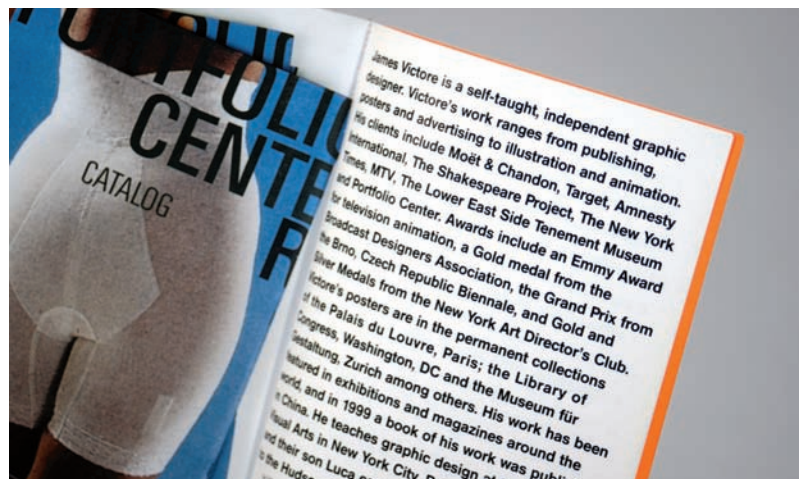 PORTFOLIO
PORTFOLIO
CENTE
R
CATALOG
James Victore is a self-taught, independent graphic
designer. Victore's work ranges from publishing,
posters and advertising to illustration and animation.
His clients include Moët & Chandon, Target, Amnesty
International, The Shakespeare Project, The New York
Times, MTV, The Lower East Side Tenement Museum
and Portfolio Center. Awards include an Emmy Award
for television animation, a Gold medal from the
Broadcast Designers Association, the Grand Prix from
the Brno, Czech Republic Biennale, and Gold and
Silver Medals from the New York Art Director's Club.
Victore's posters are in the permanent collections
of the Palais du Louvre, Paris; the Library of
Congress, Washington, DC and the Museum für
Gestaltung, Zurich among others. His work has been
featured in exhibitions and magazines around the
world, and in 1999 a book of his work was publi
in China. He teaches graphic design
Visual Arts in New York City.
and their son Luca
to the Hudso